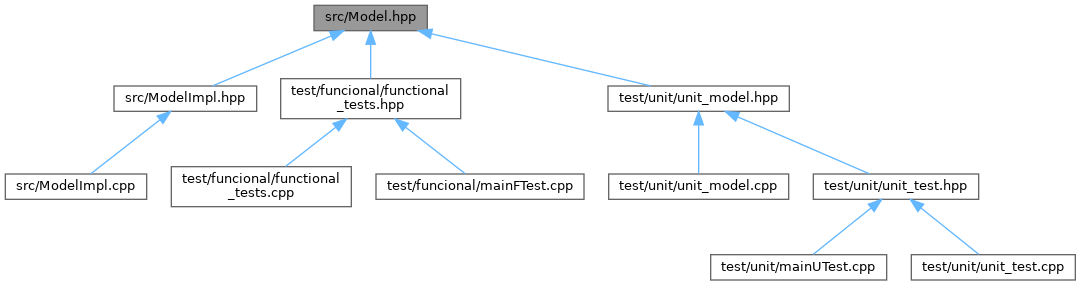 src/Model.hpp
src/ModelImpl.hpp
test/funcional/functional
_tests.hpp
test/unit/unit_model.hpp
src/ModelImpl.cpp
test/funcional/functional
_tests.cpp
test/funcional/mainFTest.cpp
test/unit/unit_model.cpp
test/unit/unit_test.hpp
test/unit/mainUTest.cpp
test/unit/unit_test.cpp